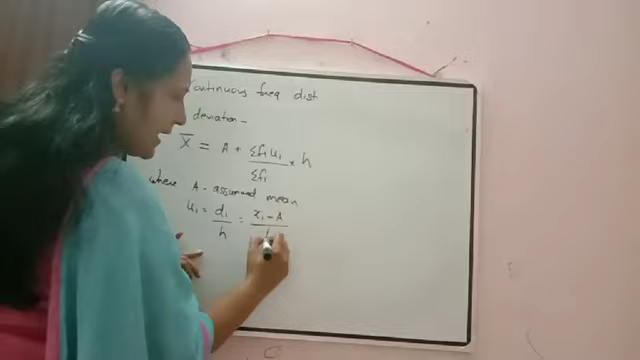 Continuous freq dist
deviation -
X̄ = A + Σfiui/Σfi × h
where A - assumed mean
ui = di/h = xi - A/h